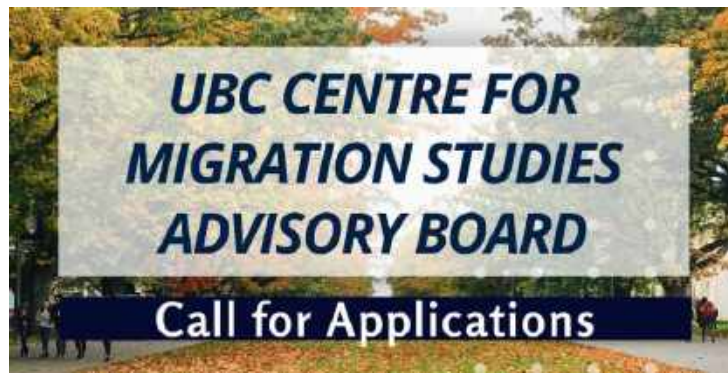 UBC CENTRE FOR
MIGRATION STUDIES
ADVISORY BOARD
Call for Applications